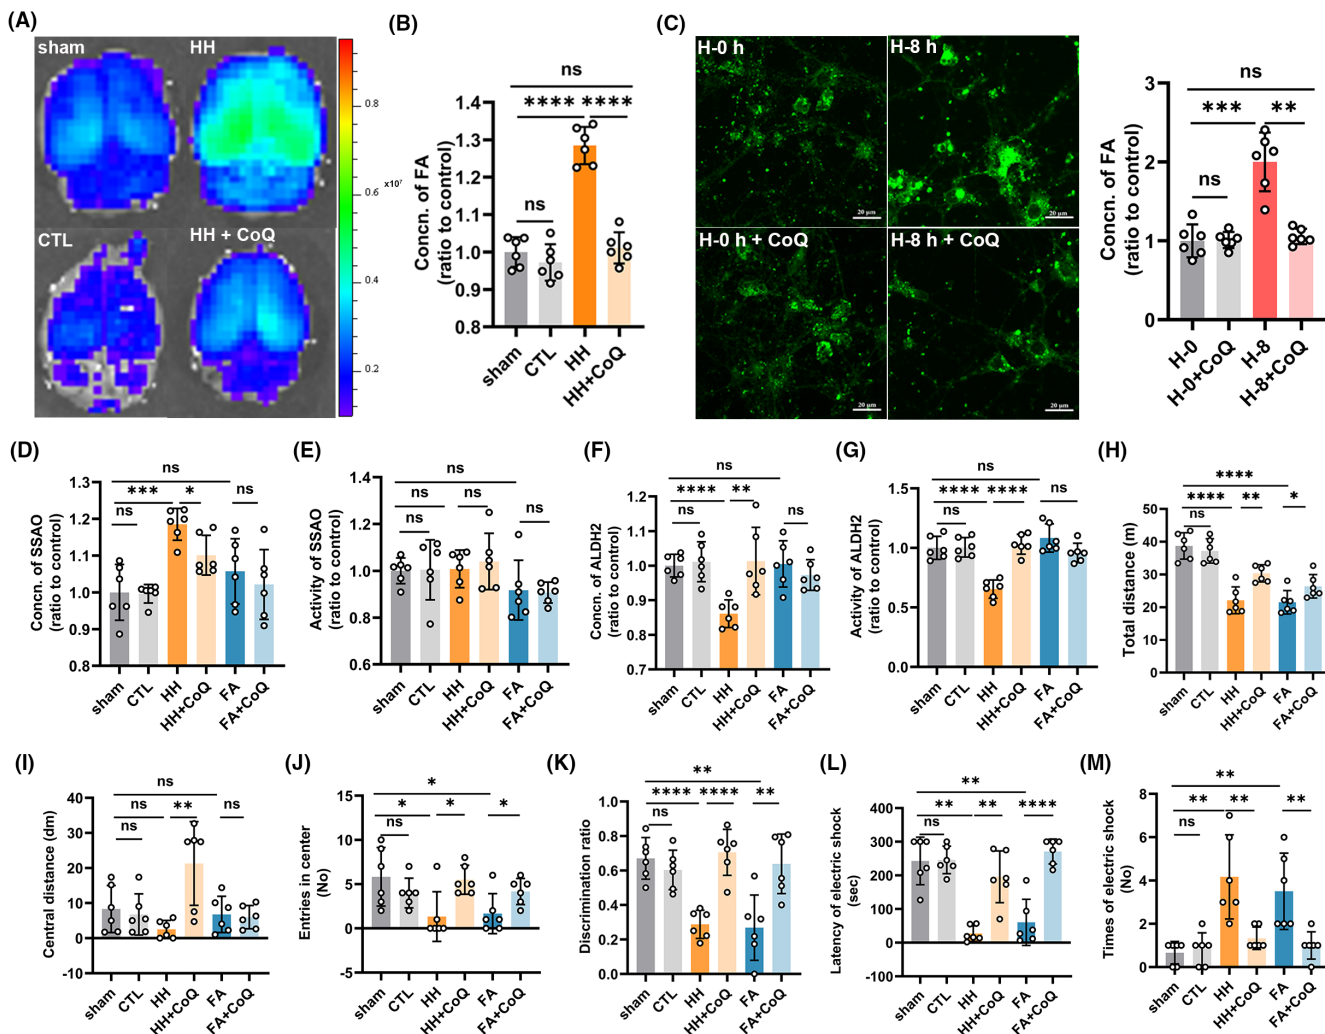 (A)
sham
HH
CTL
HH + CoQ
0.8
0.6
x10⁷
0.4
0.2
(B)
Concn. of FA
(ratio to control)
ns
**** ****
ns
1.4
1.3
1.2
1.1
1.0
0.9
0.8
sham
CTL
HH
HH+CoQ
(C)
H-0 h
H-8 h
20 μm
20 μm
H-0 h + CoQ
H-8 h + CoQ
20 μm
20 μm
Concn. of FA
(ratio to control)
ns
*** **
ns
3
2
1
0
H-0
H-0+CoQ
H-8
H-8+CoQ
(D)
Concn. of SSAO
(ratio to control)
ns
*** * ns
ns
1.3
1.2
1.1
1.0
0.9
0.8
sham
CTL
HH
HH+CoQ
FA
FA+CoQ
(E)
Activity of SSAO
(ratio to control)
ns
ns ns
ns ns
1.4
1.2
1.0
0.8
0.6
sham
CTL
HH
HH+CoQ
FA
FA+CoQ
(F)
Concn. of ALDH2
(ratio to control)
ns
**** **
ns ns
1.2
1.1
1.0
0.9
0.8
0.7
sham
CTL
HH
HH+CoQ
FA
FA+CoQ
(G)
Activity of ALDH2
(ratio to control)
ns
**** **** ns
ns
1.5
1.0
0.5
0.0
sham
CTL
HH
HH+CoQ
FA
FA+CoQ
(H)
Total distance (m)
****
**** ** *
ns
50
40
30
20
10
0
sham
CTL
HH
HH+CoQ
FA
FA+CoQ
(I)
Central distance (dm)
ns
ns ** ns
ns
30
20
10
0
-10
sham
CTL
HH
HH+CoQ
FA
FA+CoQ
(J)
Entries in center
(No)
*
* * *
ns
15
10
5
0
-5
sham
CTL
HH
HH+CoQ
FA
FA+CoQ
(K)
Discrimination ratio
**
**** **** **
ns
1.0
0.8
0.6
0.4
0.2
0.0
sham
CTL
HH
HH+CoQ
FA
FA+CoQ
(L)
Latency of electric shock
(sec)
**
** ** ****
ns
400
300
200
100
0
-100
sham
CTL
HH
HH+CoQ
FA
FA+CoQ
(M)
Times of electric shock
(No)
**
** ** **
ns
8
6
4
2
0
sham
CTL
HH
HH+CoQ
FA
FA+CoQ